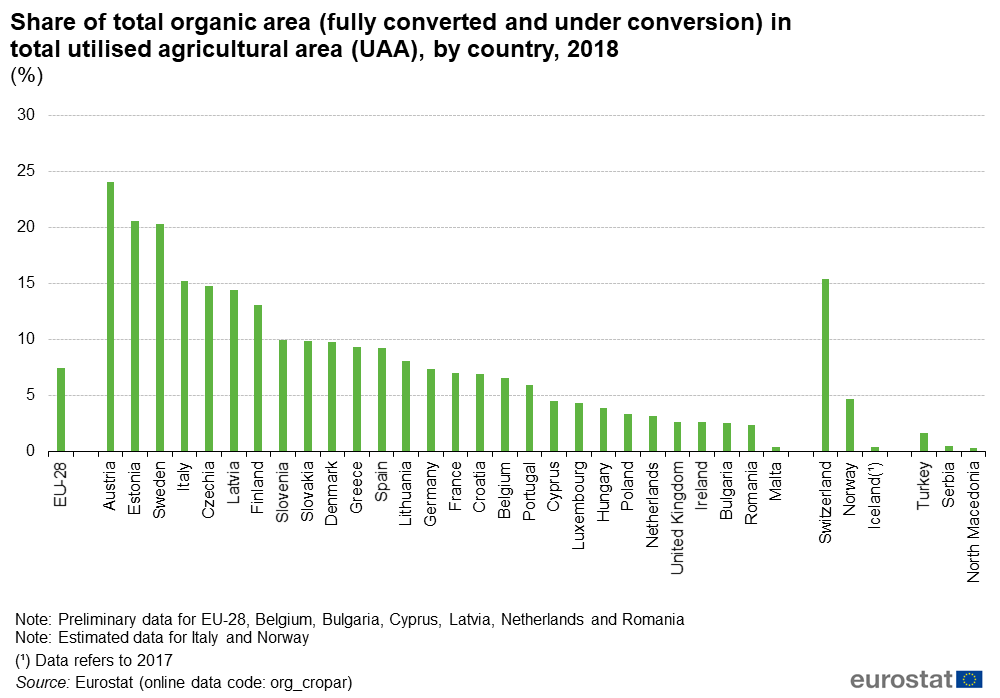 Share of total organic area (fully converted and under conversion) in
total utilised agricultural area (UAA), by country, 2018
(%)
30
25
20
15
10
5
0
EU-28
Austria
Estonia
Sweden
Italy
Czechia
Latvia
Finland
Slovenia
Slovakia
Denmark
Greece
Spain
Lithuania
Germany
France
Croatia
Belgium
Portugal
Cyprus
Luxembourg
Hungary
Poland
Netherlands
United Kingdom
Ireland
Bulgaria
Romania
Malta
Switzerland
Norway
Iceland(¹)
Turkey
Serbia
North Macedonia
Note: Preliminary data for EU-28, Belgium, Bulgaria, Cyprus, Latvia, Netherlands and Romania
Note: Estimated data for Italy and Norway
(¹) Data refers to 2017
Source: Eurostat (online data code: org_cropar)
eurostat